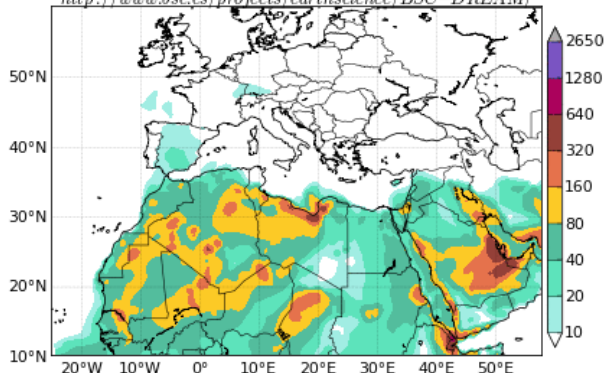 http://www.bsc.es/projects/earthscience/BSC-DREAM/
2650
1280
640
320
160
80
40
20
10
50°N
40°N
30°N
20°N
10°N
20°W 10°W 0° 10°E 20°E 30°E 40°E 50°E